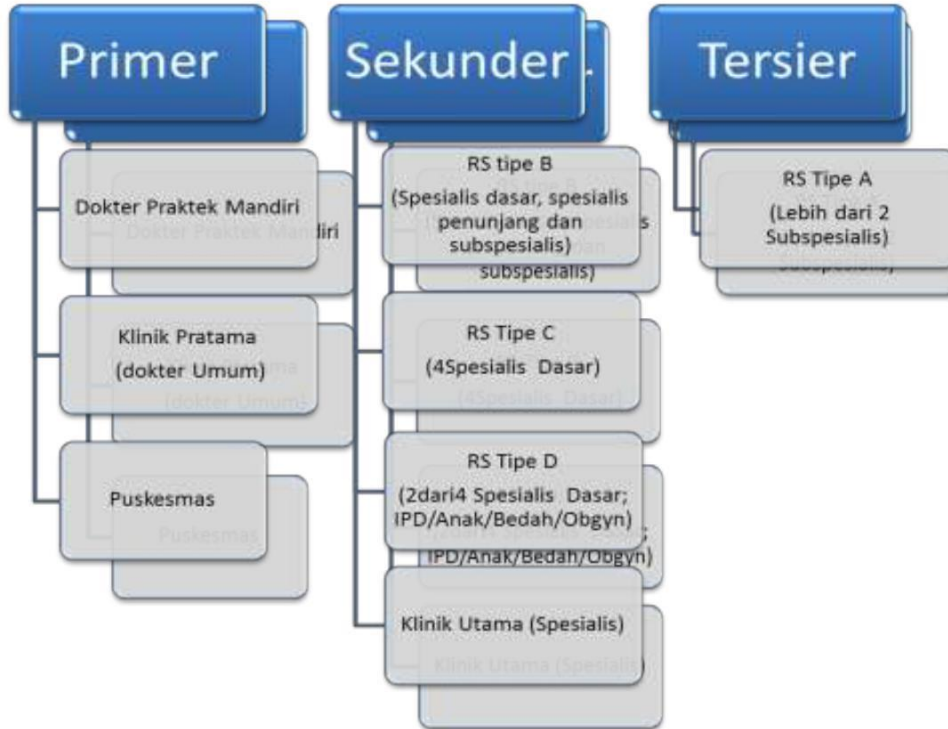 Primer
Dokter Praktek Mandiri
Klinik Pratama
(dokter Umum)
Puskesmas
Sekunder
RS tipe B
(Spesialis dasar, spesialis
penunjang dan
subspesialis)
RS Tipe C
(4Spesialis Dasar)
RS Tipe D
(2dari4 Spesialis Dasar;
IPD/Anak/Bedah/Obgyn)
Klinik Utama (Spesialis)
Tersier
RS Tipe A
(Lebih dari 2
Subspesialis)